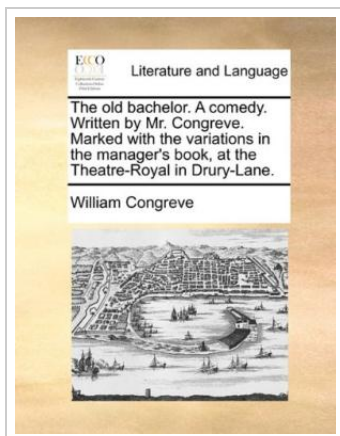 ECCO
Literature and Language
The old bachelor. A comedy.
Written by Mr. Congreve.
Marked with the variations in
the manager's book, at the
Theatre-Royal in Drury-Lane.
William Congreve